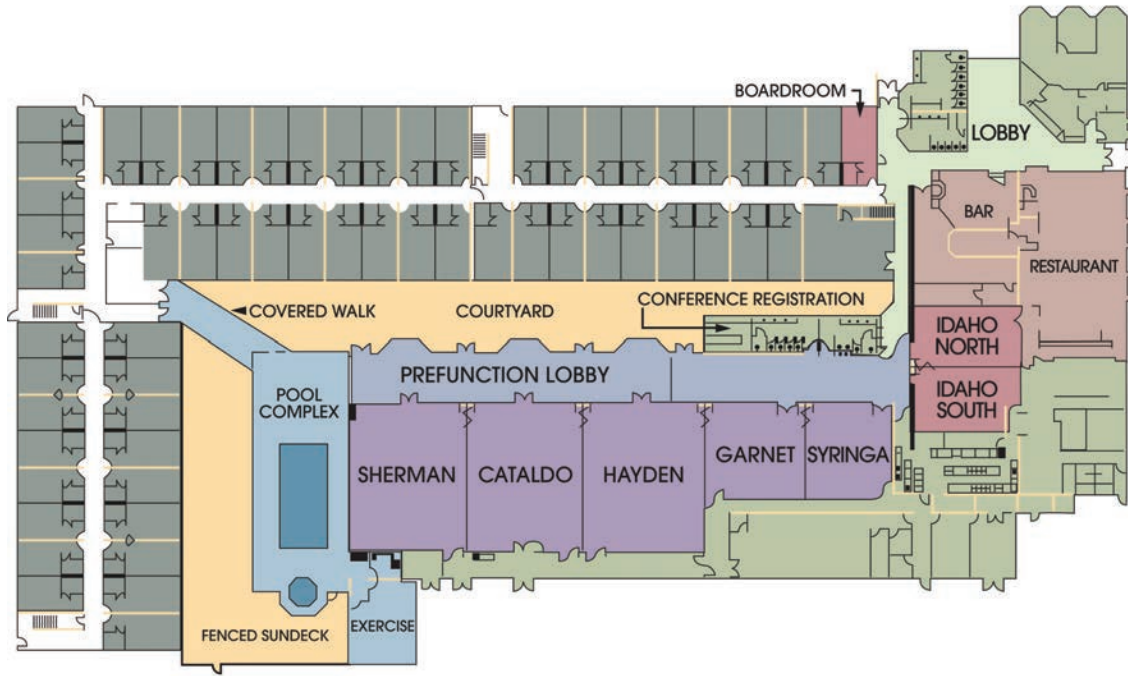 BOARDROOM
LOBBY
BAR
RESTAURANT
COVERED WALK
COURTYARD
CONFERENCE REGISTRATION
IDAHO
NORTH
PREFUNCTION LOBBY
POOL
COMPLEX
IDAHO
SOUTH
SHERMAN
CATALDO
HAYDEN
GARNET
SYRINGA
FENCED SUNDECK
EXERCISE